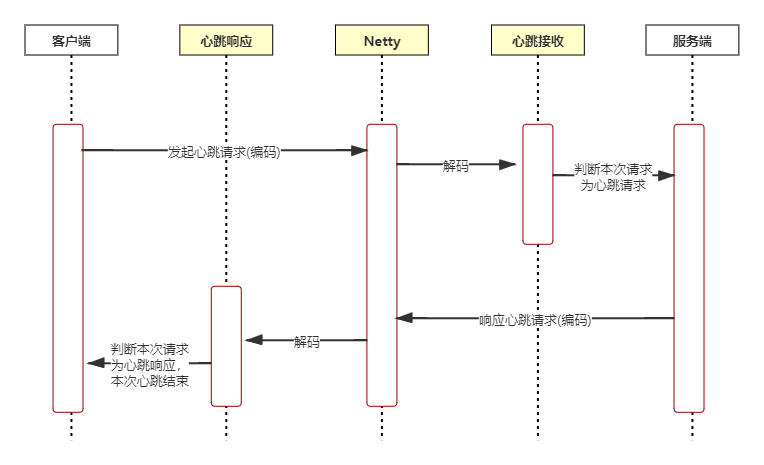 客户端
心跳响应
Netty
心跳接收
服务端
发起心跳请求(编码)
解码
判断本次请求
为心跳请求
响应心跳请求(编码)
解码
判断本次请求
为心跳响应，
本次心跳结束